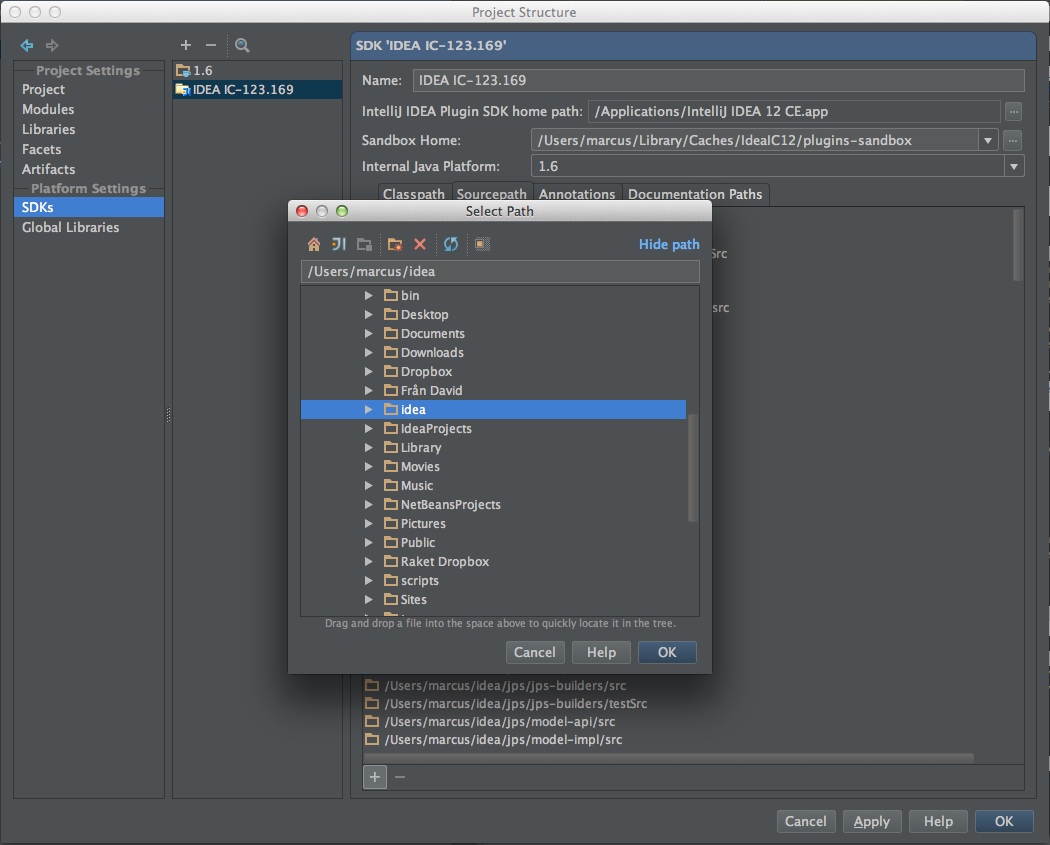 Project Structure
Project Settings
Project
Modules
Libraries
Facets
Artifacts
Platform Settings
SDKs
Global Libraries
1.6
IDEA IC-123.169
SDK 'IDEA IC-123.169'
Name: IDEA IC-123.169
IntelliJ IDEA Plugin SDK home path: /Applications/IntelliJ IDEA 12 CE.app
Sandbox Home: /Users/marcus/Library/Caches/IdeaIC12/plugins-sandbox
Internal Java Platform: 1.6
Classpath Sourcepath Annotations Documentation Paths
Select Path
Hide path
/Users/marcus/idea
bin
Desktop
Documents
Downloads
Dropbox
Från David
idea
IdeaProjects
Library
Movies
Music
NetBeansProjects
Pictures
Public
Raket Dropbox
scripts
Sites
Drag and drop a file into the space above to quickly locate it in the tree.
Cancel Help OK
Src
src
/Users/marcus/idea/jps/jps-builders/src
/Users/marcus/idea/jps/jps-builders/testSrc
/Users/marcus/idea/jps/model-api/src
/Users/marcus/idea/jps/model-impl/src
Cancel Apply Help OK